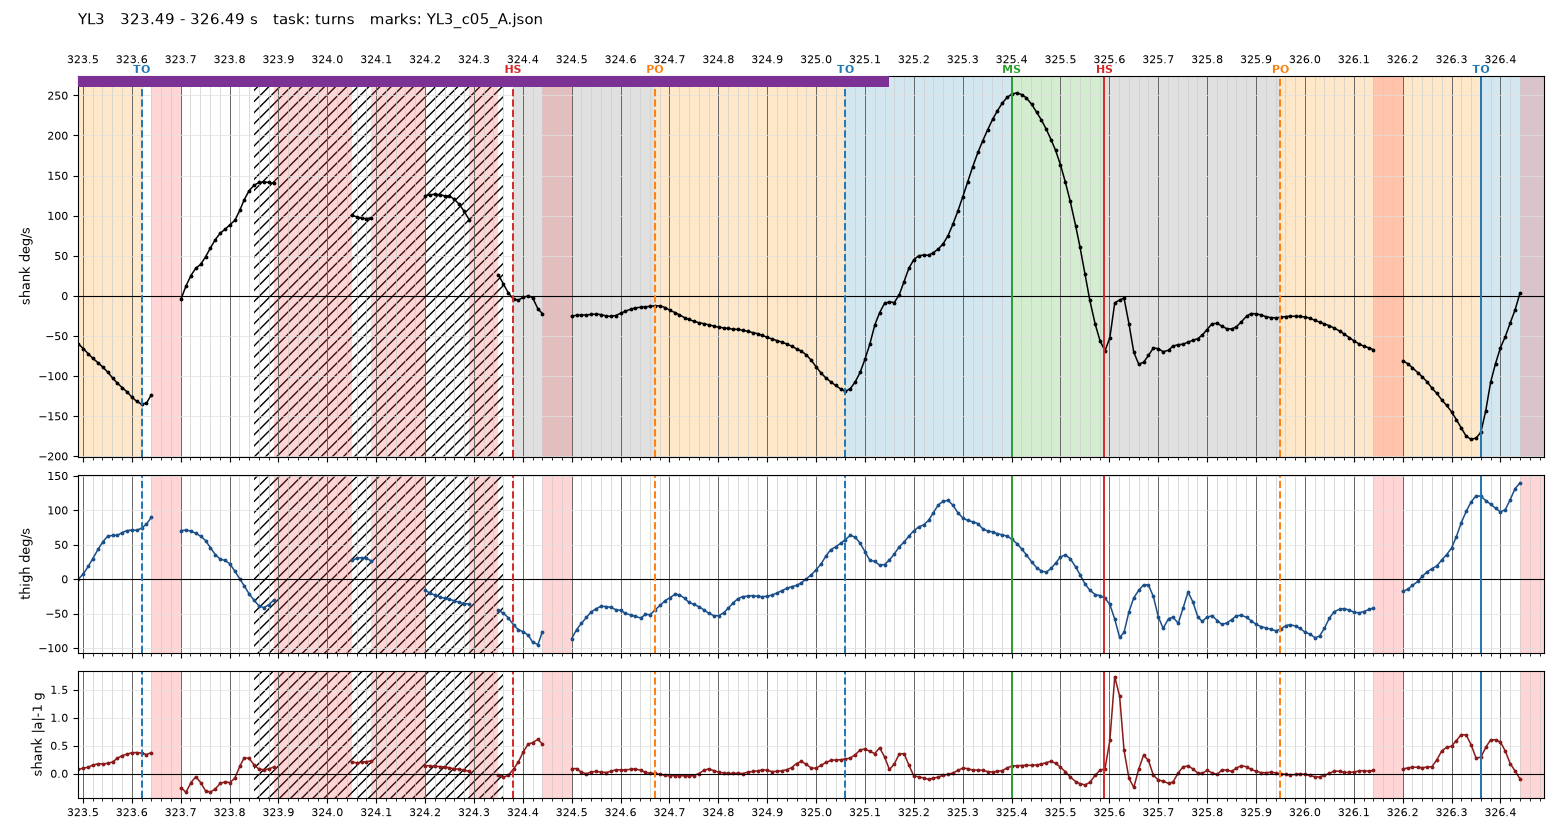 YL3   323.49 - 326.49 s   task: turns   marks: YL3_c05_A.json
323.5 323.6 323.7 323.8 323.9 324.0 324.1 324.2 324.3 324.4 324.5 324.6 324.7 324.8 324.9 325.0 325.1 325.2 325.3 325.4 325.5 325.6 325.7 325.8 325.9 326.0 326.1 326.2 326.3 326.4
TO HS PO TO MS HS PO TO
shank deg/s
250
200
150
100
50
0
−50
−100
−150
−200
thigh deg/s
150
100
50
0
−50
−100
shank |a|-1 g
1.5
1.0
0.5
0.0
323.5 323.6 323.7 323.8 323.9 324.0 324.1 324.2 324.3 324.4 324.5 324.6 324.7 324.8 324.9 325.0 325.1 325.2 325.3 325.4 325.5 325.6 325.7 325.8 325.9 326.0 326.1 326.2 326.3 326.4